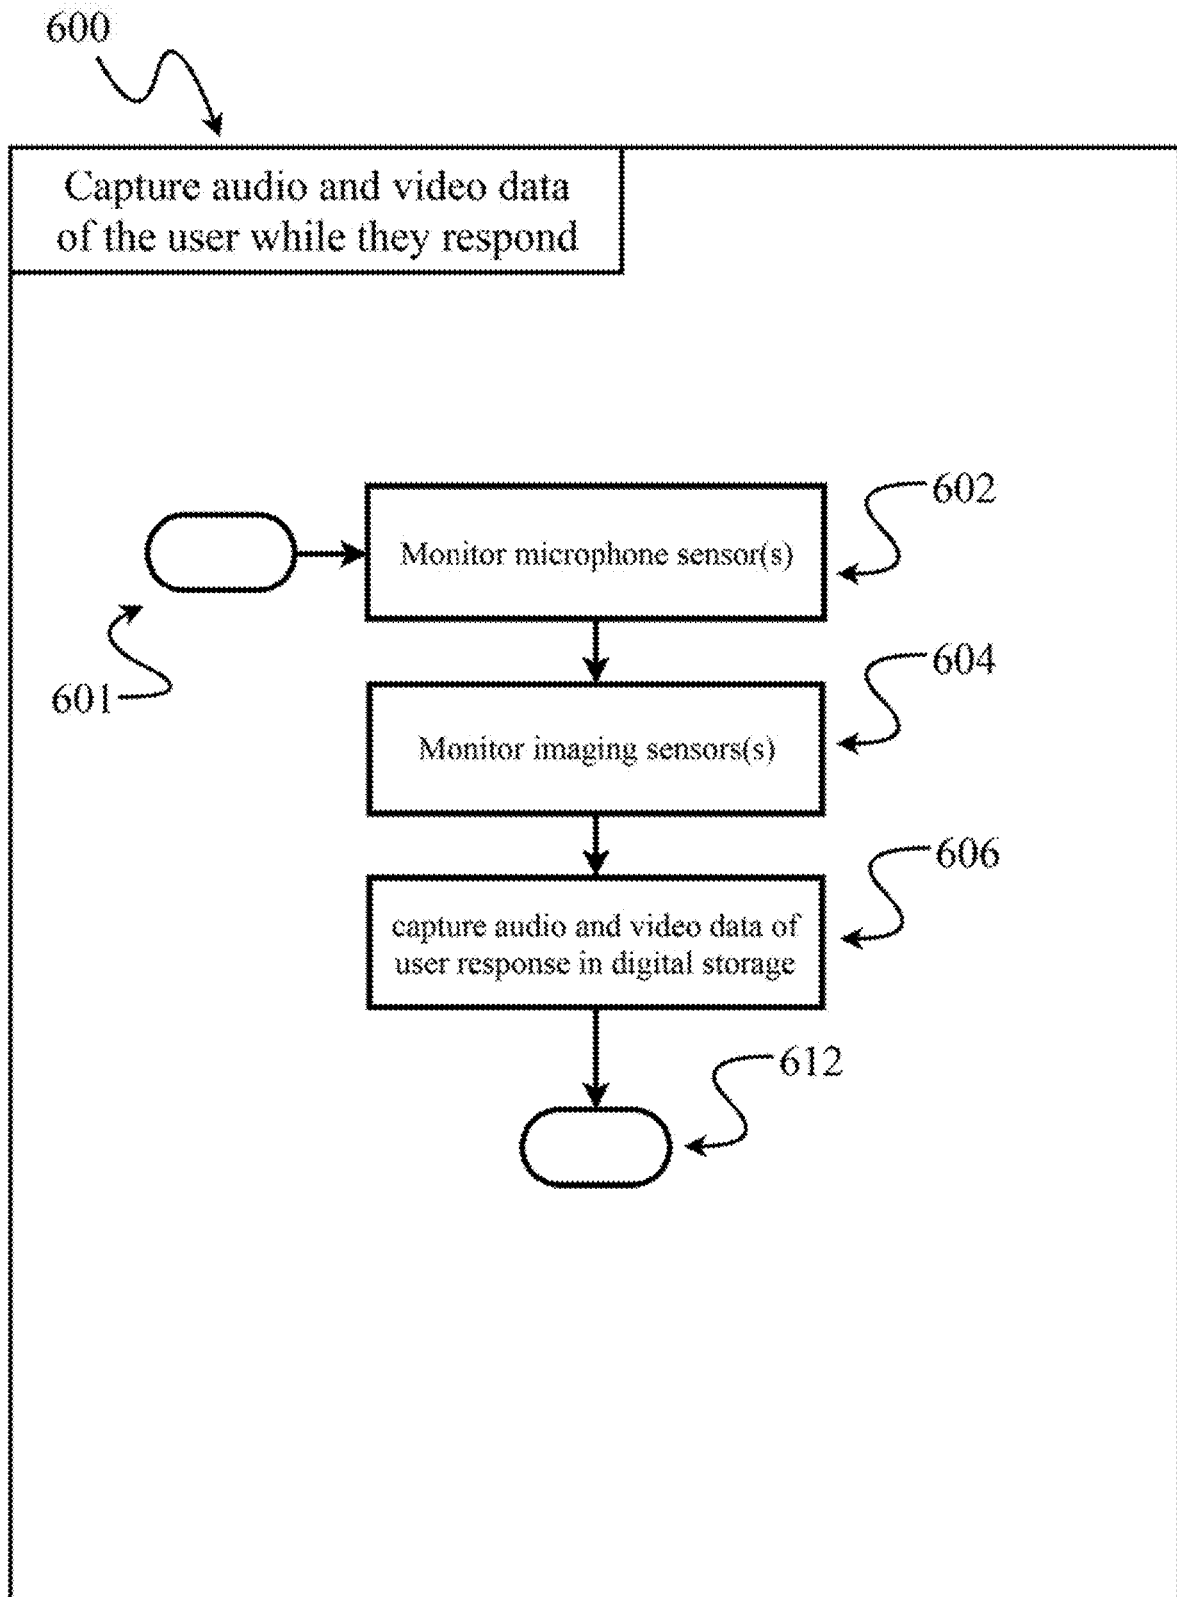 600
Capture audio and video data
of the user while they respond
602
Monitor microphone sensor(s)
601
604
Monitor imaging sensors(s)
606
capture audio and video data of
user response in digital storage
612